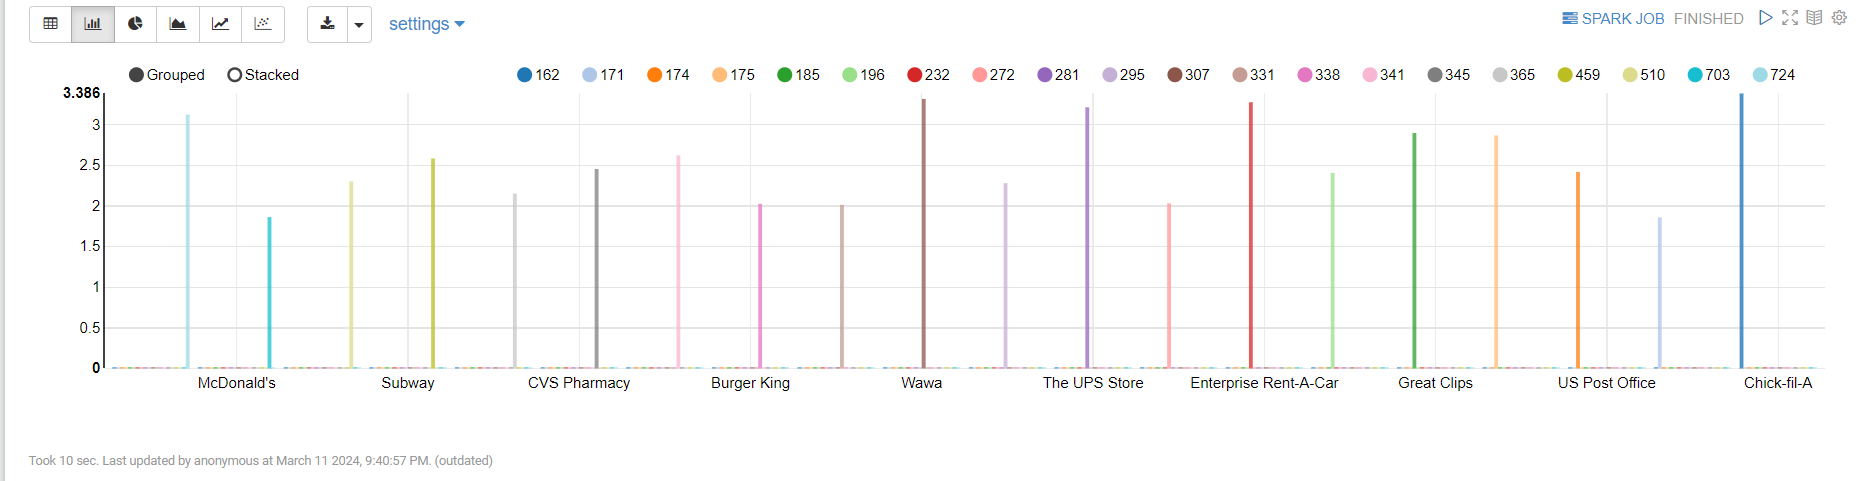 settings
SPARK JOB FINISHED
Grouped Stacked 162 171 174 175 185 196 232 272 281 295 307 331 338 341 345 365 459 510 703 724
3.386
3
2.5
2
1.5
1
0.5
0
McDonald's Subway CVS Pharmacy Burger King Wawa The UPS Store Enterprise Rent-A-Car Great Clips US Post Office Chick-fil-A
Took 10 sec. Last updated by anonymous at March 11 2024, 9:40:57 PM. (outdated)